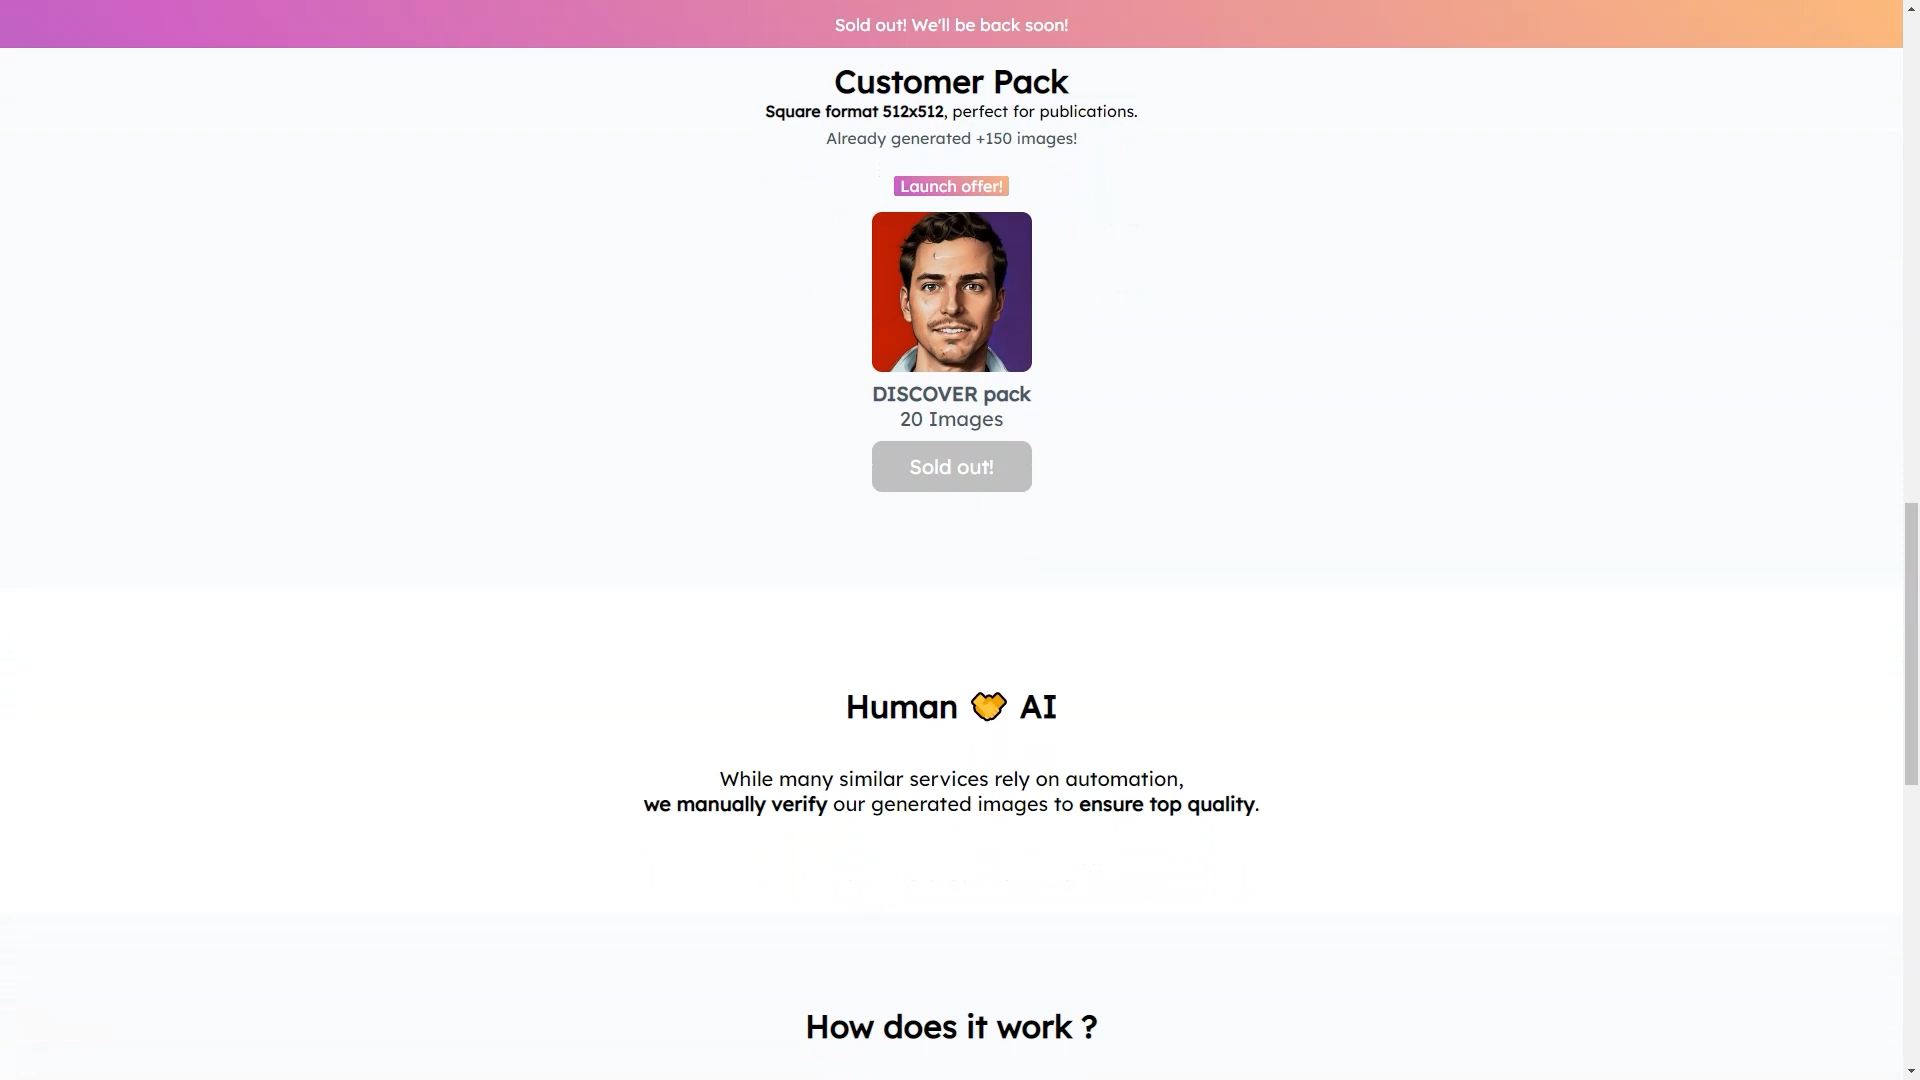 Sold out! We'll be back soon!
Customer Pack
Square format 512x512, perfect for publications.
Already generated +150 images!
Launch offer!
DISCOVER pack
20 Images
Sold out!
Human 🤝 AI
While many similar services rely on automation,
we manually verify our generated images to ensure top quality.
How does it work ?